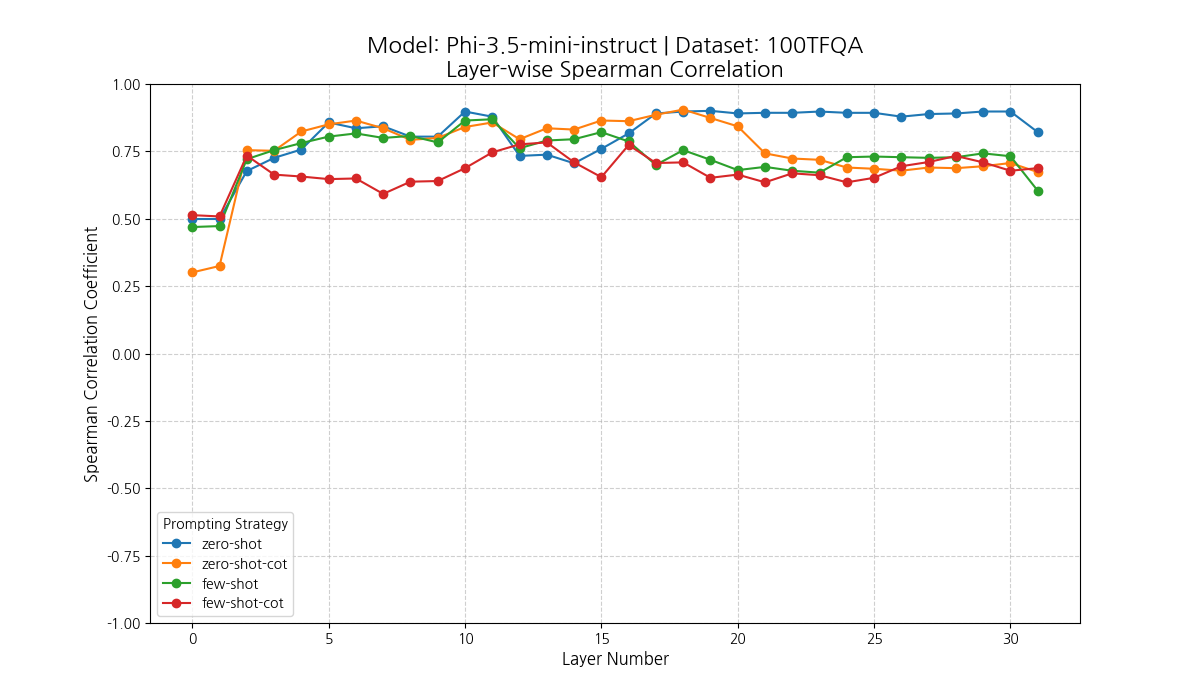 Model: Phi-3.5-mini-instruct | Dataset: 100TFQA
Layer-wise Spearman Correlation
Spearman Correlation Coefficient
1.00
0.75
0.50
0.25
0.00
-0.25
-0.50
-0.75
-1.00
Prompting Strategy
zero-shot
zero-shot-cot
few-shot
few-shot-cot
0 5 10 15 20 25 30
Layer Number